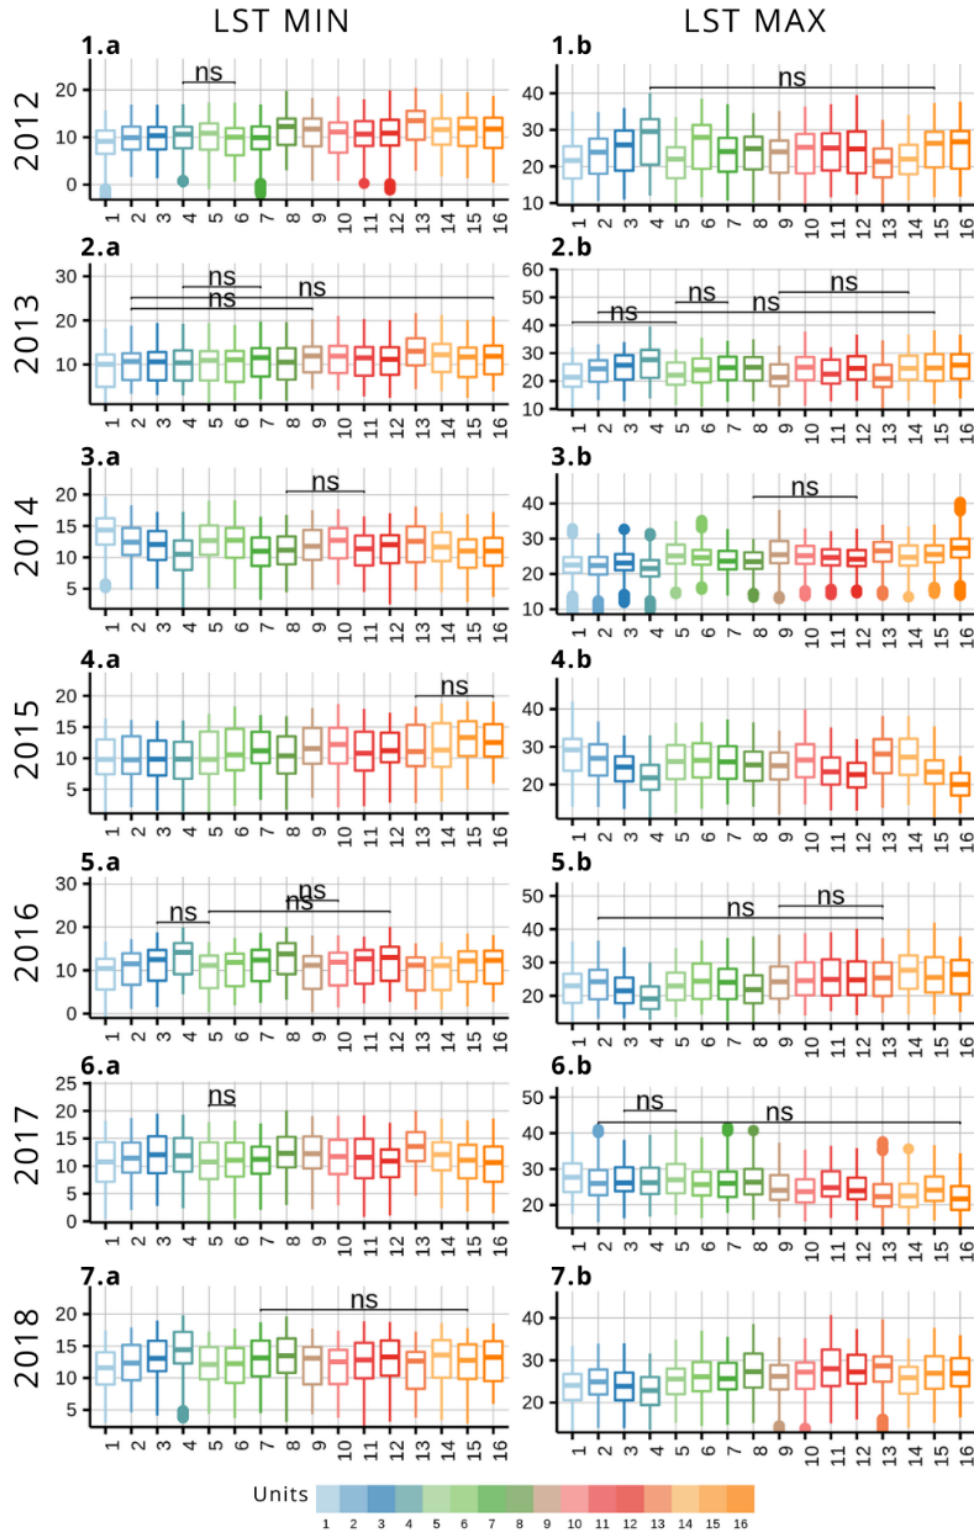 LST MIN LST MAX
1.a 1.b
2012
ns ns
20 10 0
40 30 20 10
1 2 3 4 5 6 7 8 9 10 11 12 13 14 15 16
1 2 3 4 5 6 7 8 9 10 11 12 13 14 15 16
2.a 2.b
2013
ns ns ns
ns ns ns ns
30 20 10
60 50 40 30 20 10
1 2 3 4 5 6 7 8 9 10 11 12 13 14 15 16
1 2 3 4 5 6 7 8 9 10 11 12 13 14 15 16
3.a 3.b
2014
ns ns
20 15 10 5
40 30 20 10
1 2 3 4 5 6 7 8 9 10 11 12 13 14 15 16
1 2 3 4 5 6 7 8 9 10 11 12 13 14 15 16
4.a 4.b
2015
ns
20 15 10 5
40 30 20
1 2 3 4 5 6 7 8 9 10 11 12 13 14 15 16
1 2 3 4 5 6 7 8 9 10 11 12 13 14 15 16
5.a 5.b
2016
ns ns ns
ns ns
30 20 10 0
50 40 30 20
1 2 3 4 5 6 7 8 9 10 11 12 13 14 15 16
1 2 3 4 5 6 7 8 9 10 11 12 13 14 15 16
6.a 6.b
2017
ns ns ns
25 20 15 10 5 0
50 40 30 20
1 2 3 4 5 6 7 8 9 10 11 12 13 14 15 16
1 2 3 4 5 6 7 8 9 10 11 12 13 14 15 16
7.a 7.b
2018
ns
20 15 10 5
40 30 20
1 2 3 4 5 6 7 8 9 10 11 12 13 14 15 16
1 2 3 4 5 6 7 8 9 10 11 12 13 14 15 16
Units
1 2 3 4 5 6 7 8 9 10 11 12 13 14 15 16